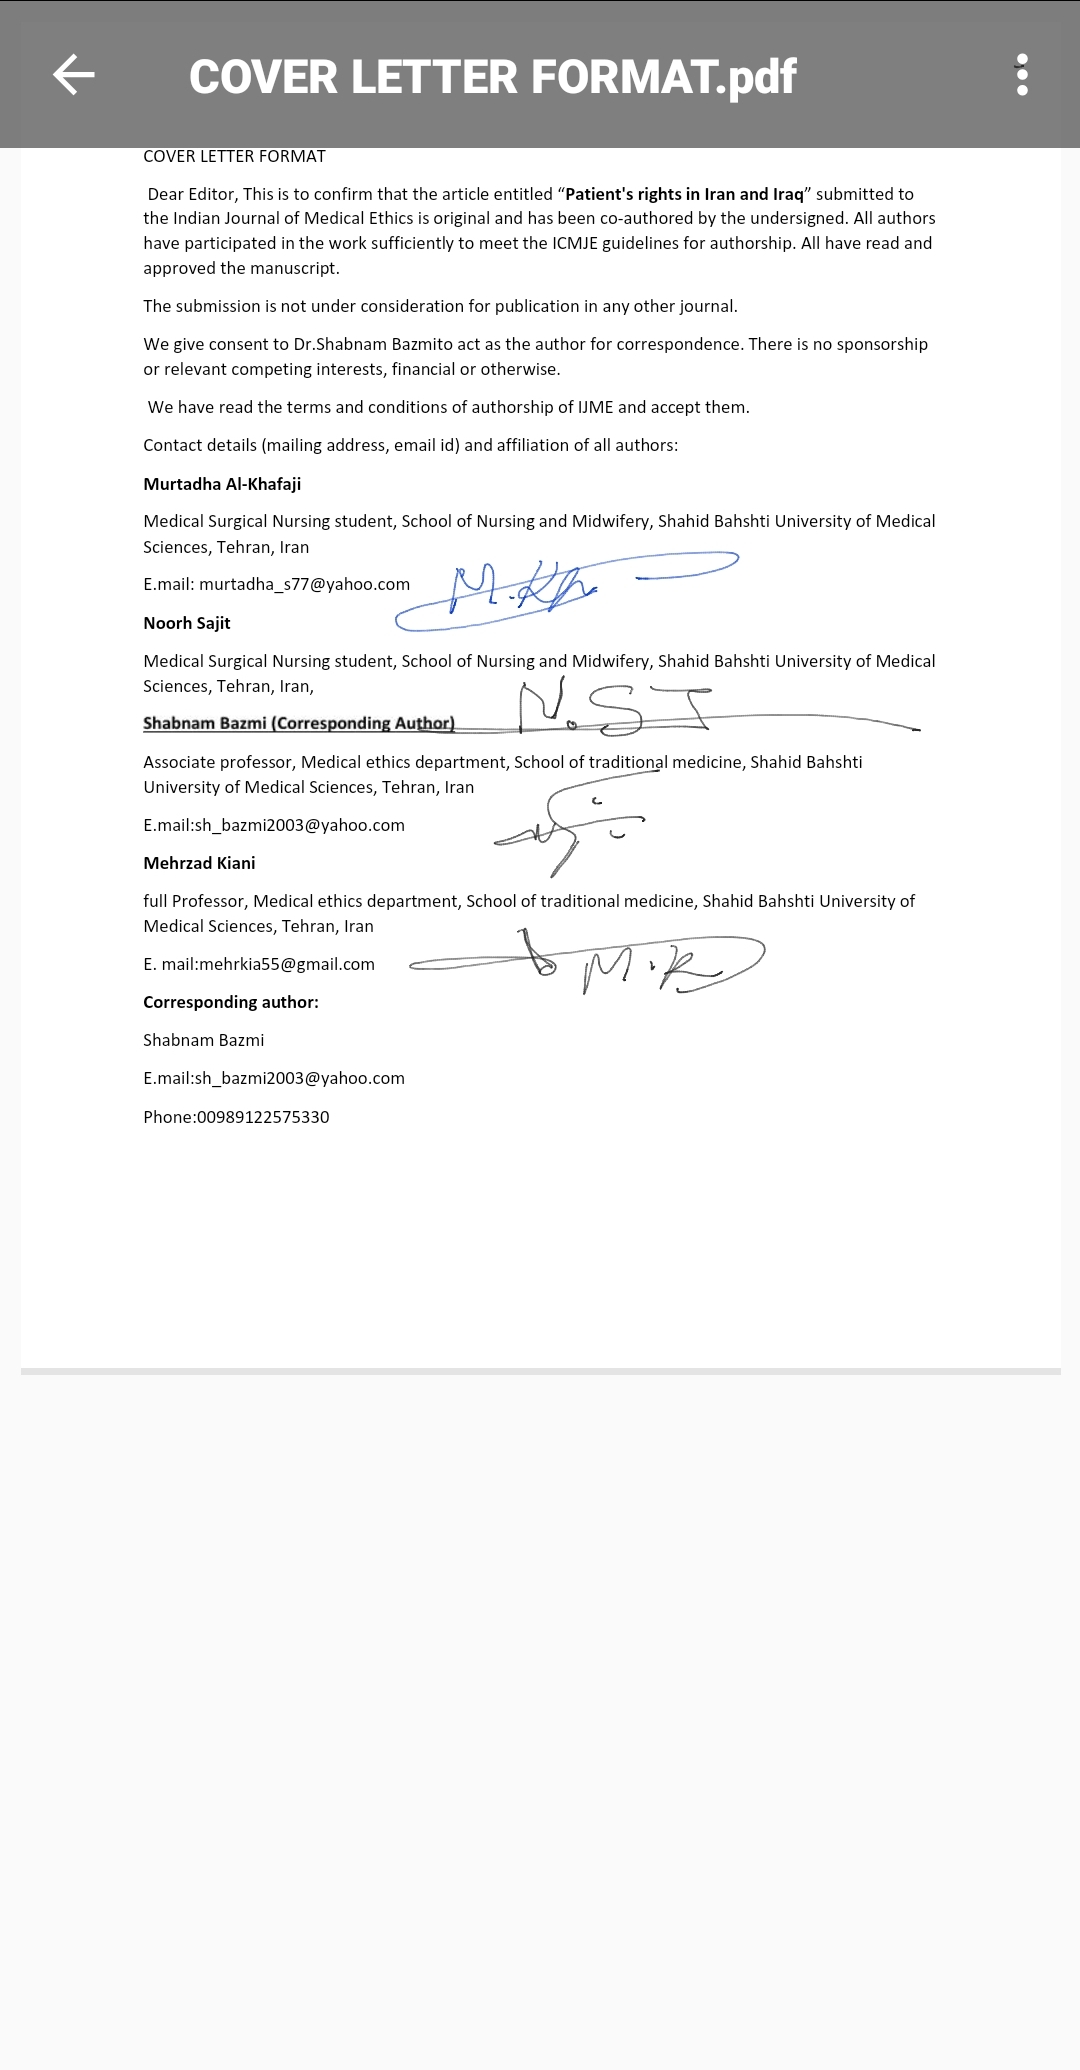 COVER LETTER FORMAT.pdf
COVER LETTER FORMAT
Dear Editor, This is to confirm that the article entitled “Patient's rights in Iran and Iraq” submitted to
the Indian Journal of Medical Ethics is original and has been co-authored by the undersigned. All authors
have participated in the work sufficiently to meet the ICMJE guidelines for authorship. All have read and
approved the manuscript.
The submission is not under consideration for publication in any other journal.
We give consent to Dr.Shabnam Bazmito act as the author for correspondence. There is no sponsorship
or relevant competing interests, financial or otherwise.
We have read the terms and conditions of authorship of IJME and accept them.
Contact details (mailing address, email id) and affiliation of all authors:
Murtadha Al-Khafaji
Medical Surgical Nursing student, School of Nursing and Midwifery, Shahid Bahshti University of Medical
Sciences, Tehran, Iran
E.mail: murtadha_s77@yahoo.com
Noorh Sajit
Medical Surgical Nursing student, School of Nursing and Midwifery, Shahid Bahshti University of Medical
Sciences, Tehran, Iran,
N.SJ
Shabnam Bazmi (Corresponding Author)
Associate professor, Medical ethics department, School of traditional medicine, Shahid Bahshti
University of Medical Sciences, Tehran, Iran
E.mail:sh_bazmi2003@yahoo.com
Mehrzad Kiani
full Professor, Medical ethics department, School of traditional medicine, Shahid Bahshti University of
Medical Sciences, Tehran, Iran
E. mail:mehrkia55@gmail.com
M.K
Corresponding author:
Shabnam Bazmi
E.mail:sh_bazmi2003@yahoo.com
Phone:00989122575330